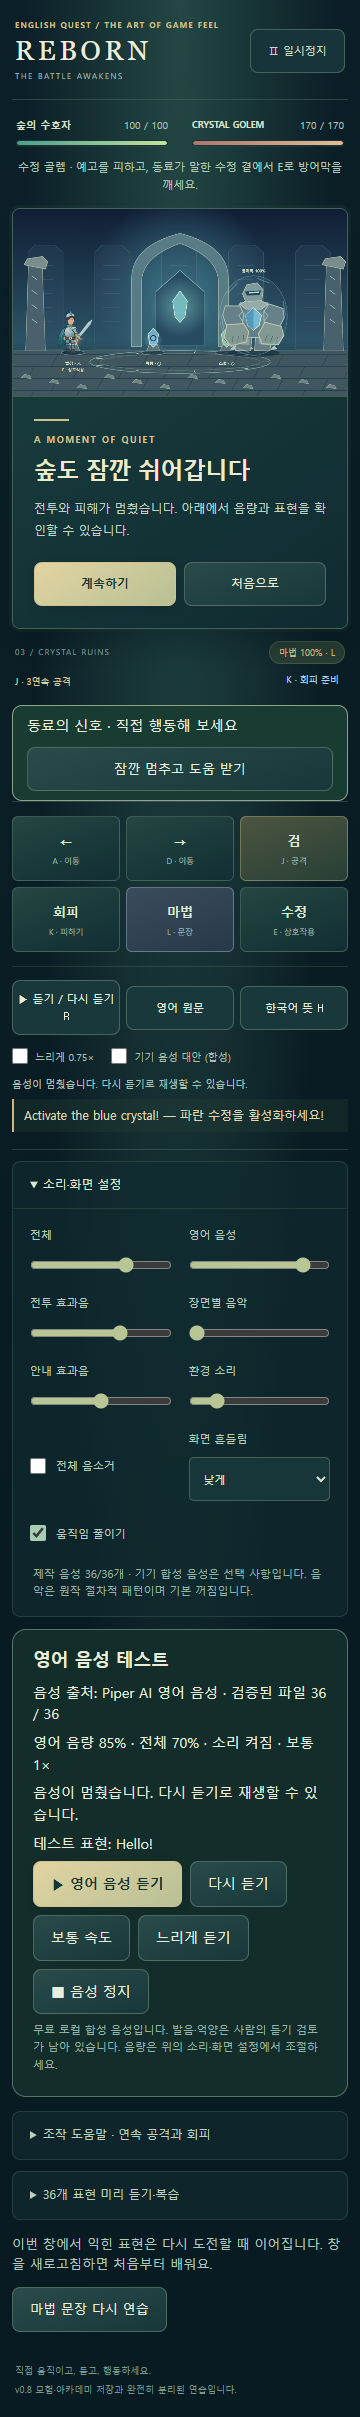 ENGLISH QUEST / THE ART OF GAME FEEL
REBORN
THE BATTLE AWAKENS
II 일시정지
숲의 수호자 100 / 100
CRYSTAL GOLEM 170 / 170
수정 골렘 · 예고를 피하고, 동료가 말한 수정 곁에서 E로 방어막을
깨세요.
A MOMENT OF QUIET
숲도 잠깐 쉬어갑니다
전투와 피해가 멈췄습니다. 아래에서 음량과 표현을 확
인할 수 있습니다.
계속하기
처음으로
03 / CRYSTAL RUINS
마법 100% · L
J · 3연속 공격
K · 회피 준비
동료의 신호 · 직접 행동해 보세요
잠깐 멈추고 도움 받기
←
A · 이동
→
D · 이동
검
J · 공격
회피
K · 피하기
마법
L · 문장
수정
E · 상호작용
▶ 듣기 / 다시 듣기
R
영어 원문
한국어 뜻 H
느리게 0.75×
기기 음성 대안 (합성)
음성이 멈췄습니다. 다시 듣기로 재생할 수 있습니다.
Activate the blue crystal! — 파란 수정을 활성화하세요!
▼ 소리·화면 설정
전체
영어 음성
전투 효과음
장면별 음악
안내 효과음
환경 소리
화면 흔들림
전체 음소거
낮게
움직임 줄이기
제작 음성 36/36개 · 기기 합성 음성은 선택 사항입니다. 음
악은 원작 절차적 패턴이며 기본 꺼짐입니다.
영어 음성 테스트
음성 출처: Piper AI 영어 음성 · 검증된 파일 36
/ 36
영어 음량 85% · 전체 70% · 소리 켜짐 · 보통
1×
음성이 멈췄습니다. 다시 듣기로 재생할 수 있
습니다.
테스트 표현: Hello!
▶ 영어 음성 듣기
다시 듣기
보통 속도
느리게 듣기
■ 음성 정지
무료 로컬 합성 음성입니다. 발음·억양은 사람의 듣기 검토
가 남아 있습니다. 음량은 위의 소리·화면 설정에서 조절하
세요.
▶ 조작 도움말 · 연속 공격과 회피
▶ 36개 표현 미리 듣기·복습
이번 창에서 익힌 표현은 다시 도전할 때 이어집니다. 창
을 새로고침하면 처음부터 배워요.
마법 문장 다시 연습
직접 움직이고, 듣고, 행동하세요.
v0.8 모험·아카데미 저장과 완전히 분리된 연습입니다.